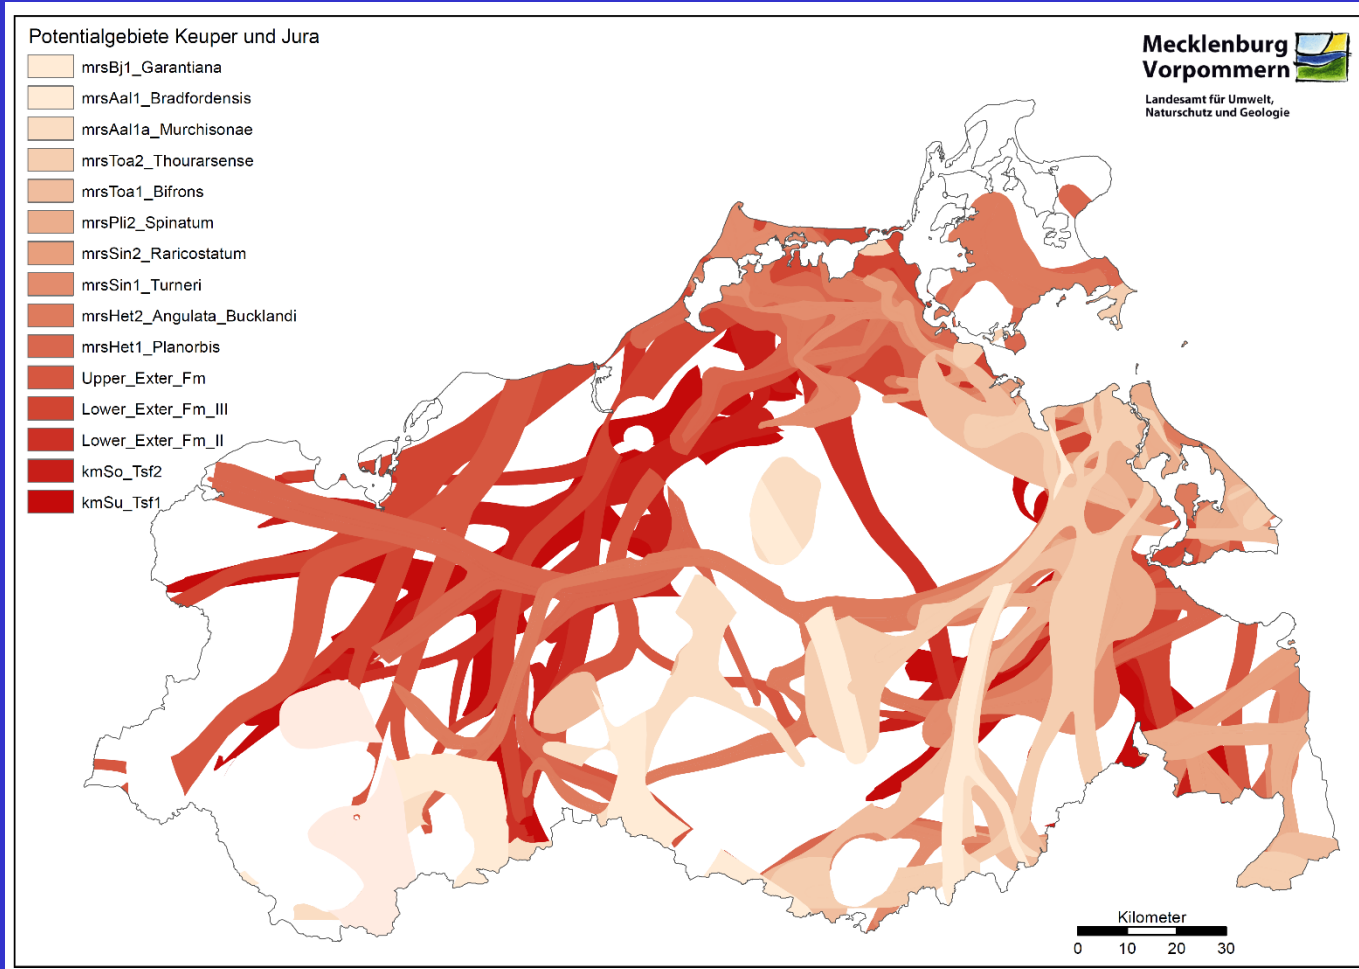 Potentialgebiete Keuper und Jura
mrsBj1_Garantiana
mrsAal1_Bradfordensis
mrsAal1a_Murchisonae
mrsToa2_Thourarsense
mrsToa1_Bifrons
mrsPli2_Spinatum
mrsSin2_Raricostatum
mrsSin1_Turneri
mrsHet2_Angulata_Bucklandi
mrsHet1_Planorbis
Upper_Exter_Fm
Lower_Exter_Fm_III
Lower_Exter_Fm_II
kmSo_Tsf2
kmSu_Tsf1
Mecklenburg
Vorpommern
Landesamt für Umwelt,
Naturschutz und Geologie
Kilometer
0 10 20 30